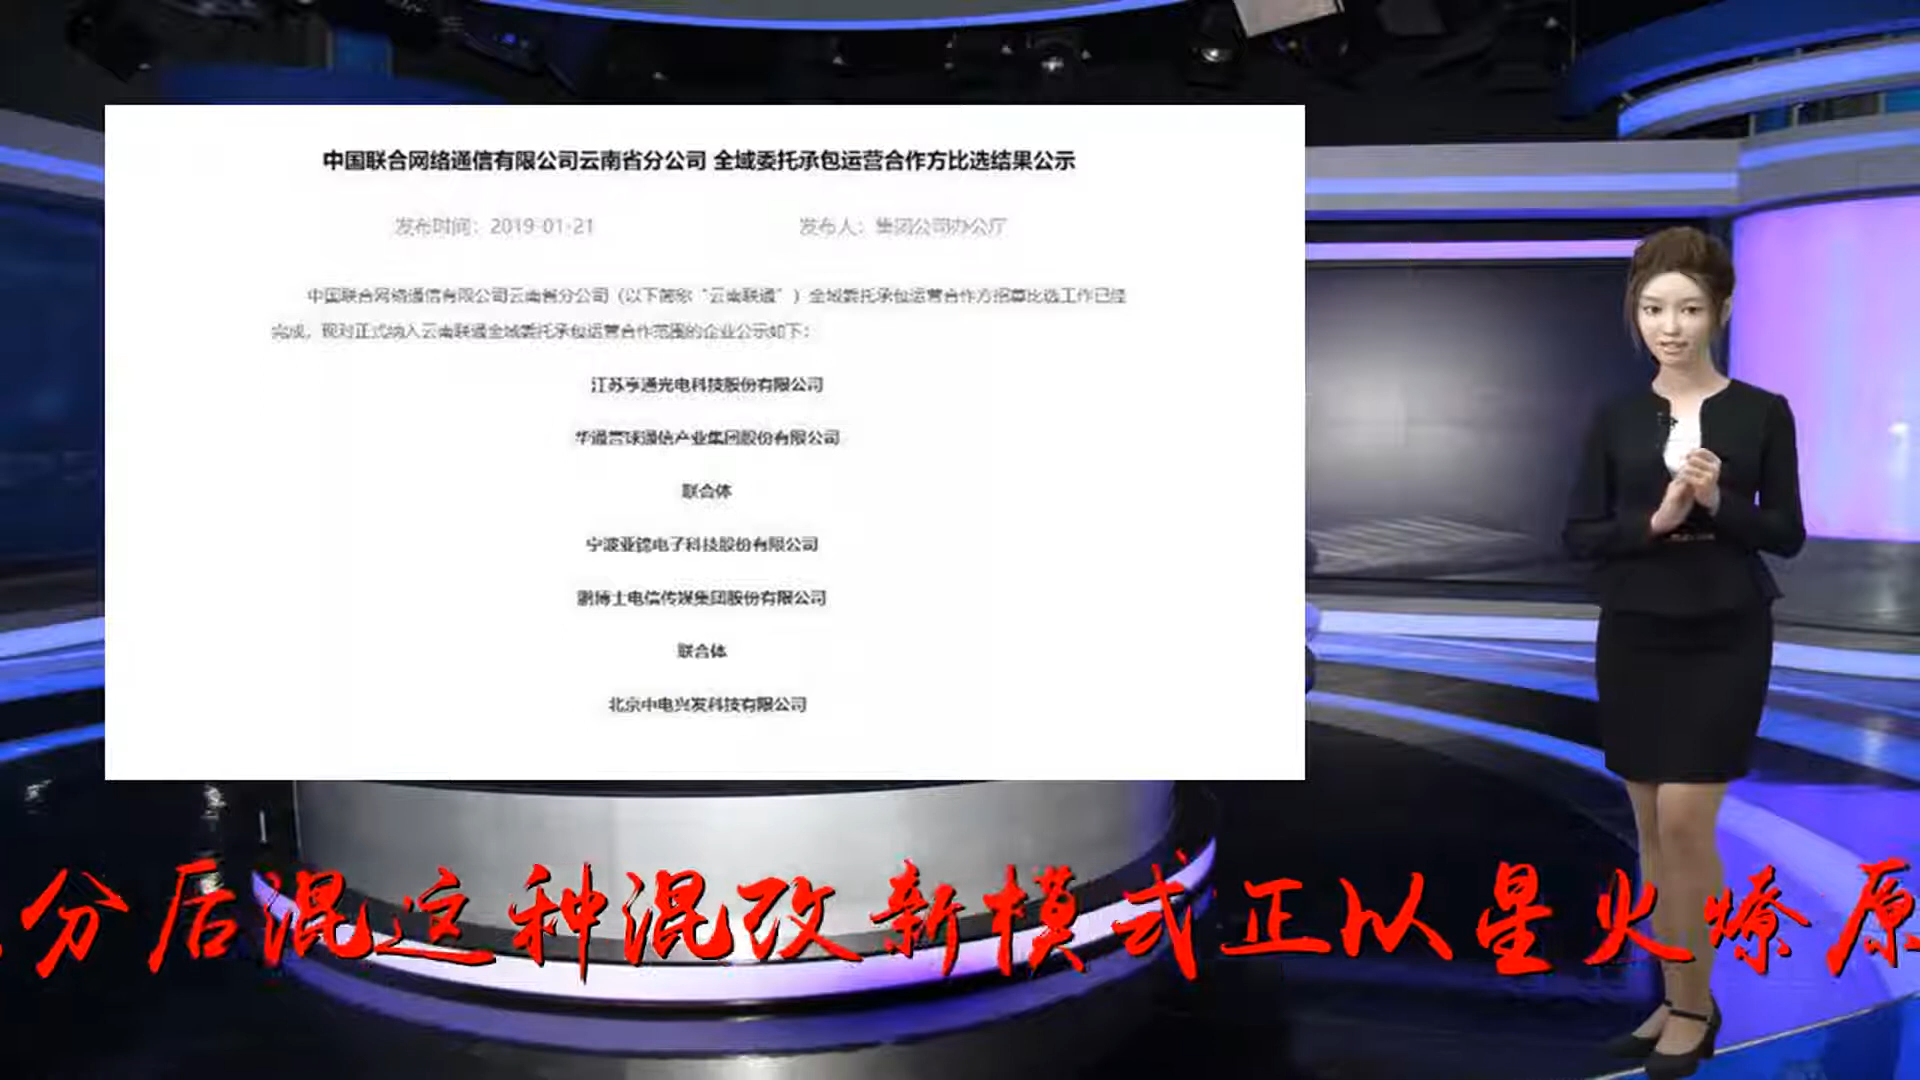 中国联合网络通信有限公司云南省分公司 全域委托承包运营合作方比选结果公示
发布时间：2019-01-21
发布人：集团公司办公厅
中国联合网络通信有限公司云南省分公司（以下简称“云南联通”）全域委托承包运营合作方招募比选工作已经
完成，现对正式纳入云南联通全域委托承包运营合作范围的企业公示如下：
江苏亨通光电科技股份有限公司
华通誉球通信产业集团股份有限公司
联合体
宁波亚锦电子科技股份有限公司
鹏博士电信传媒集团股份有限公司
联合体
北京中电兴发科技有限公司
分后混这种混改新模式正以星火燎原